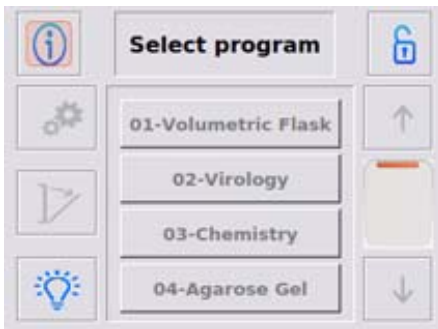 Select program
01-Volumetric Flask
02-Virology
03-Chemistry
04-Agarose Gel